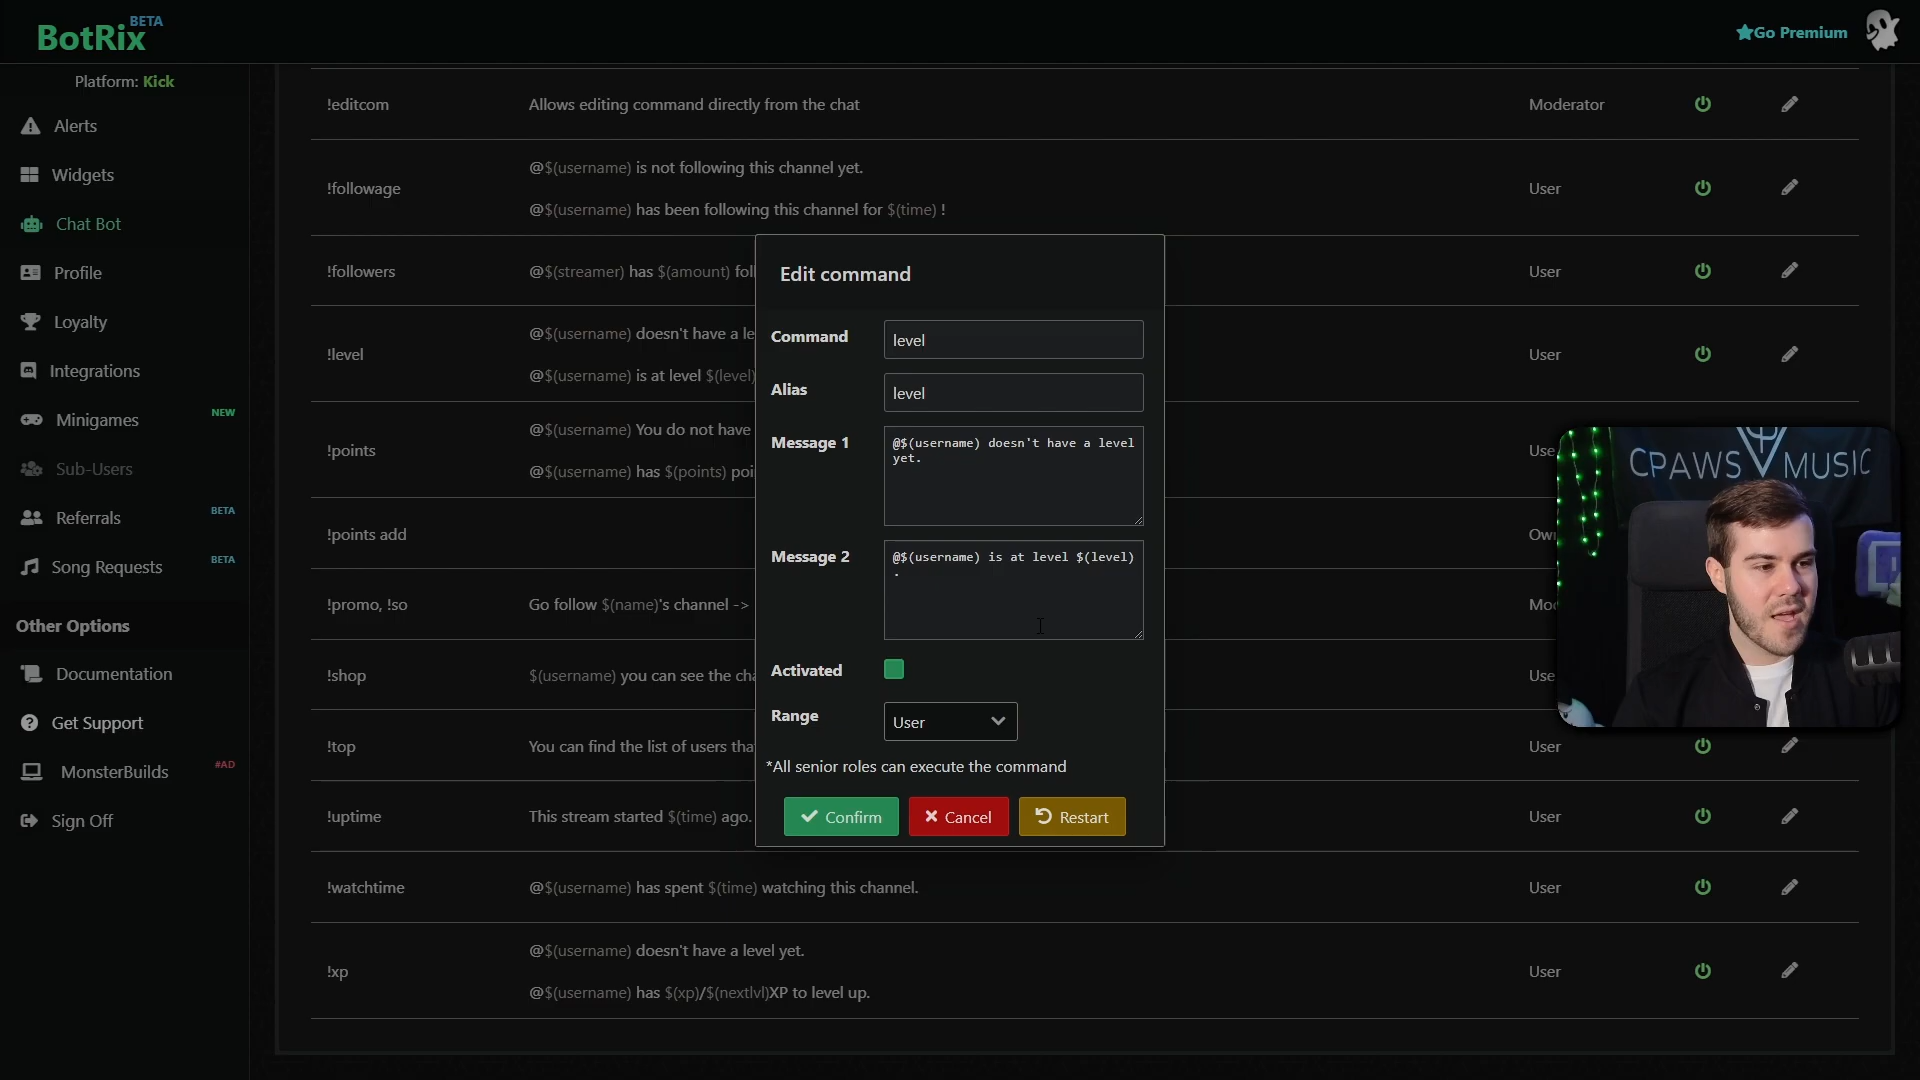 BotRix BETA
Go Premium
Platform: Kick
Alerts
Widgets
Chat Bot
Profile
Loyalty
Integrations
Minigames NEW
Sub-Users
Referrals BETA
Song Requests BETA
Other Options
Documentation
Get Support
MonsterBuilds #AD
Sign Off
!editcom Allows editing command directly from the chat Moderator
@$(username) is not following this channel yet.
!followage User
@$(username) has been following this channel for $(time) !
!followers @$(streamer) has $(amount) User
@$(username) doesn't have a
!level User
@$(username) is at level $(level)
@$(username) You do not have
!points
@$(username) has $(points)
!points add
!promo, !so Go follow $(name)'s channel ->
!shop $(username) you can see the
!top You can find the list of users User
!uptime This stream started $(time) ago. User
!watchtime @$(username) has spent $(time) watching this channel. User
@$(username) doesn't have a level yet.
!xp User
@$(username) has $(xp)/$(nextlvl)XP to level up.
Edit command
Command level
Alias level
Message 1 @$(username) doesn't have a level
yet.
Message 2 @$(username) is at level $(level)
.
Activated
Range User
*All senior roles can execute the command
Confirm Cancel Restart
CPAWS MUSIC